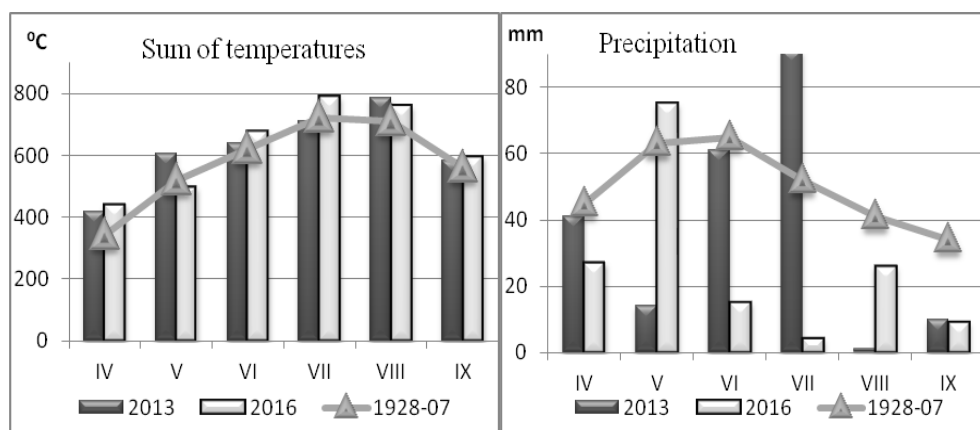 ⁰C
Sum of temperatures
800
600
400
200
0
IV V VI VII VIII IX
2013 2016 1928-07
mm
Precipitation
80
60
40
20
0
IV V VI VII VIII IX
2013 2016 1928-07